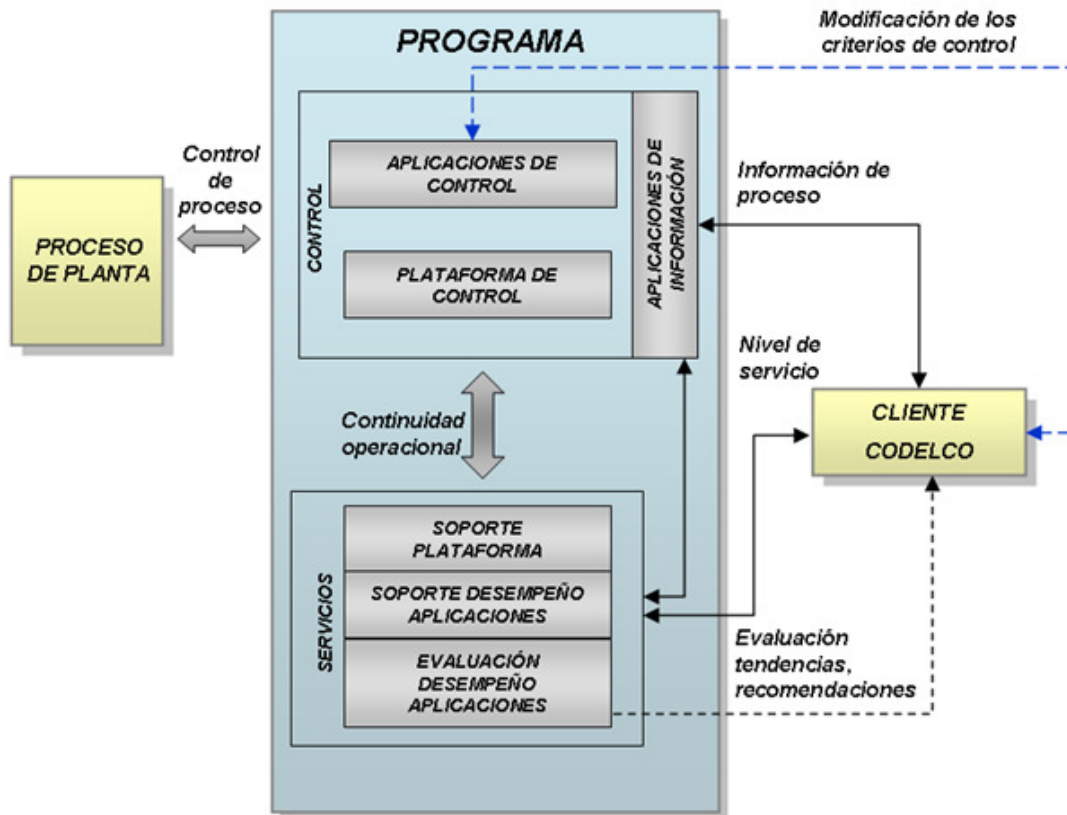 PROGRAMA
Modificación de los
criterios de control
Control
de
proceso
PROCESO
DE PLANTA
CONTROL
APLICACIONES DE
CONTROL
PLATAFORMA DE
CONTROL
APLICACIONES DE
INFORMACIÓN
Información de
proceso
Nivel de
servicio
CLIENTE
CODELCO
Continuidad
operacional
SERVICIOS
SOPORTE
PLATAFORMA
SOPORTE DESEMPEÑO
APLICACIONES
EVALUACIÓN
DESEMPEÑO
APLICACIONES
Evaluación
tendencias,
recomendaciones